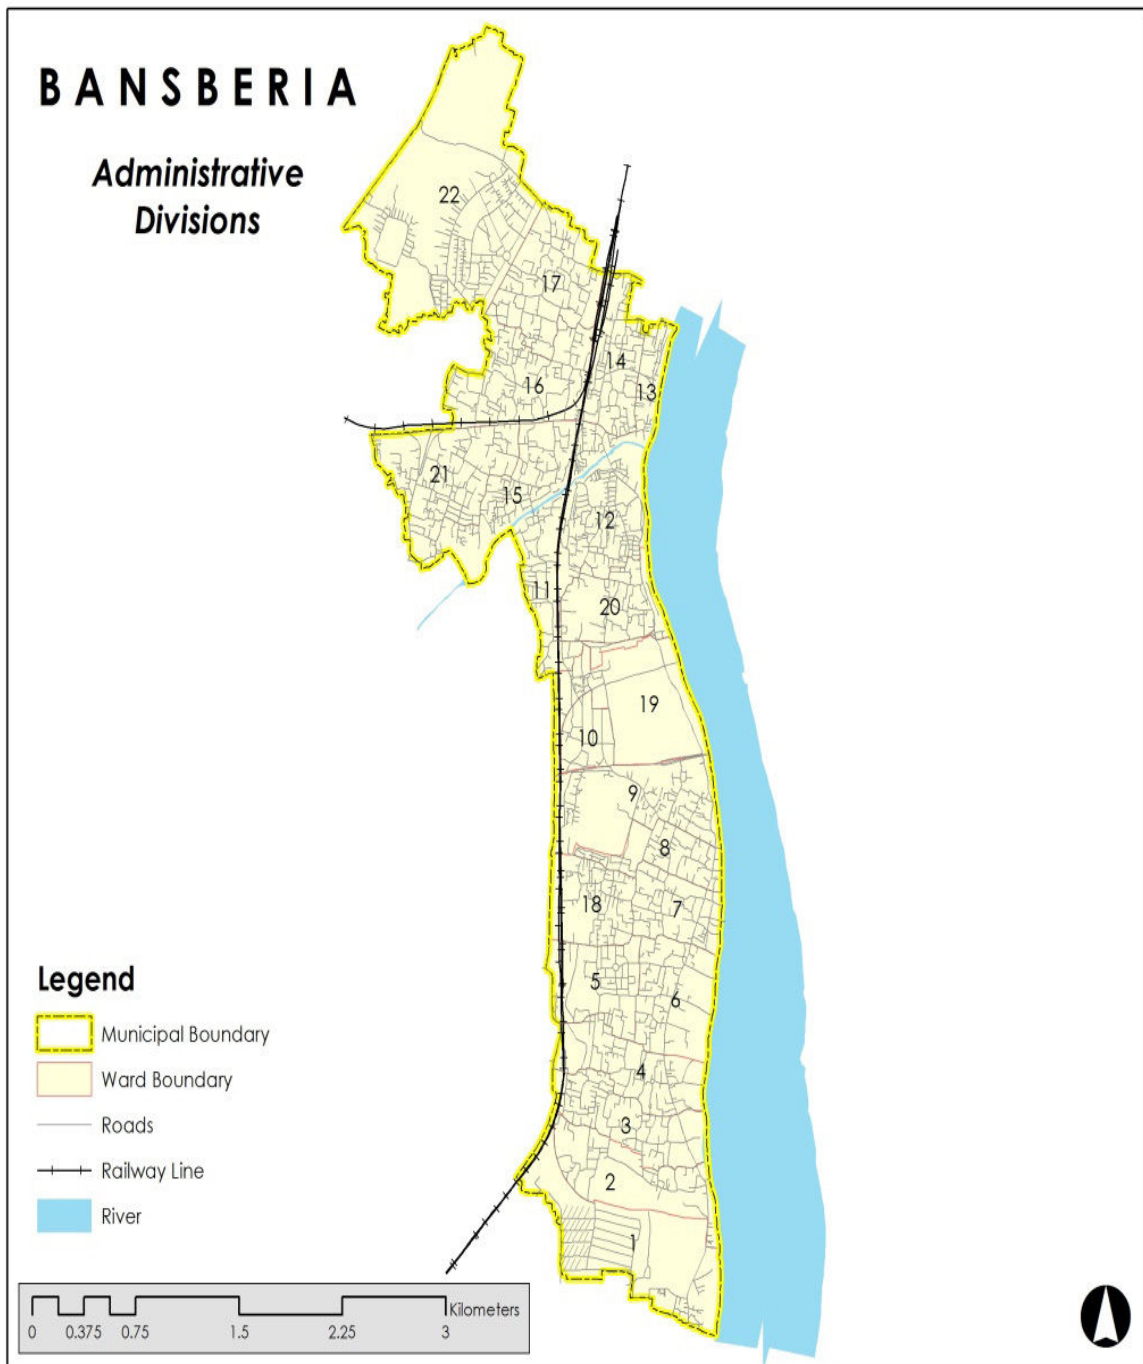 BANSBERIA
Administrative
Divisions
22
17
14
16
13
21
15
12
11
20
19
10
9
8
18
7
5
6
4
3
2
1
Legend
Municipal Boundary
Ward Boundary
Roads
Railway Line
River
Kilometers
0 0.375 0.75 1.5 2.25 3